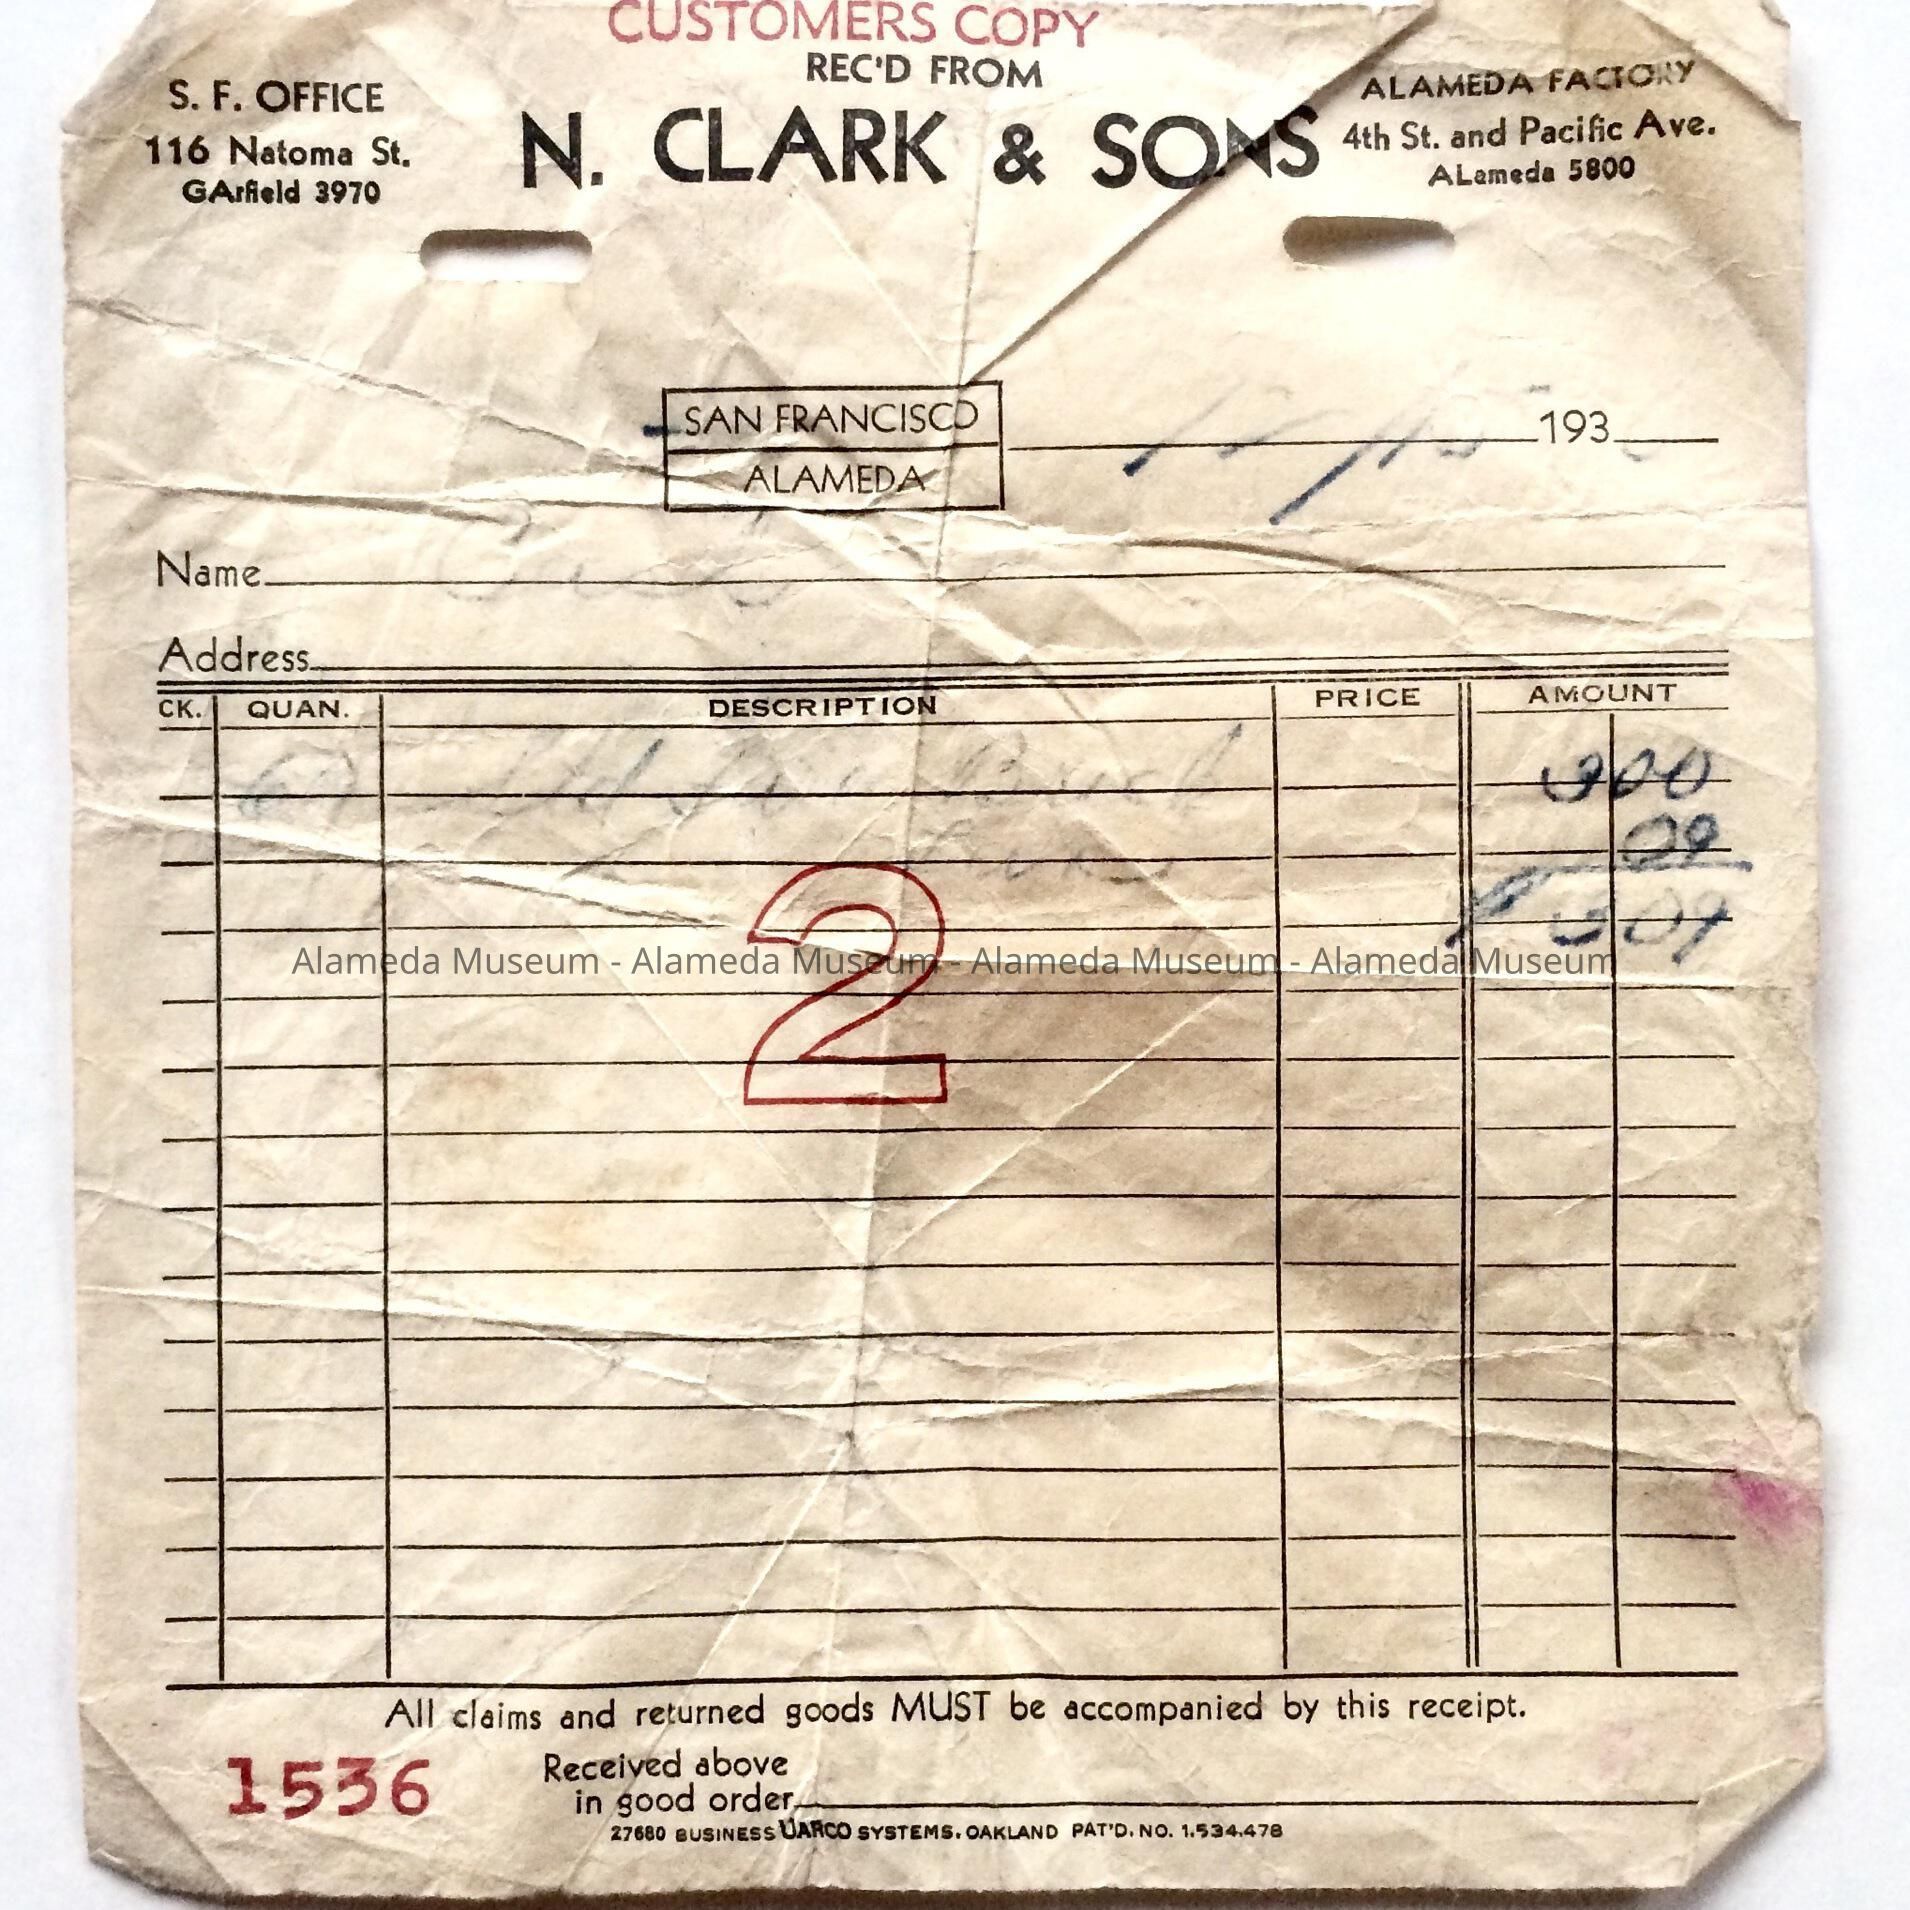 CUSTOMERS COPY
REC'D FROM
N. CLARK & SONS
S. F. OFFICE
116 Natoma St.
GArfield 3970
ALAMEDA FACTORY
4th St. and Pacific Ave.
ALameda 5800
SAN FRANCISCO
ALAMEDA
193
Name
Address
CK. QUAN. DESCRIPTION PRICE AMOUNT
Brick 300
09
309
2
Alameda Museum - Alameda Museum - Alameda Museum - Alameda Museum
All claims and returned goods MUST be accompanied by this receipt.
1536
Received above
in good order
27680 BUSINESS UARCO SYSTEMS. OAKLAND PAT'D. NO. 1,534,478